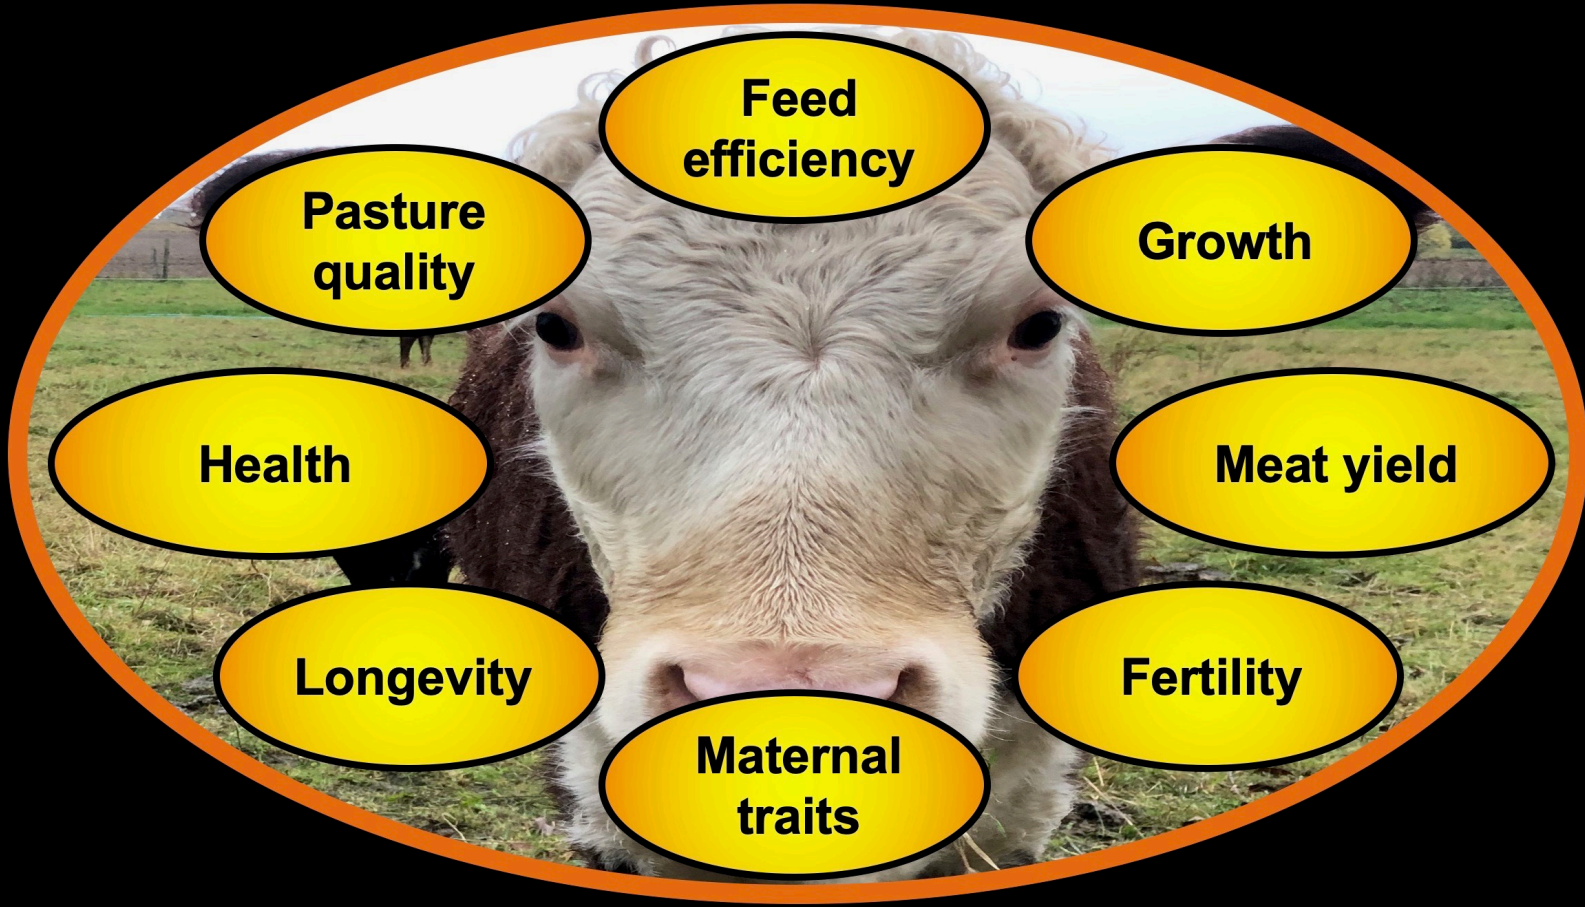 Feed
efficiency
Pasture
quality
Growth
Health
Meat yield
Longevity
Fertility
Maternal
traits